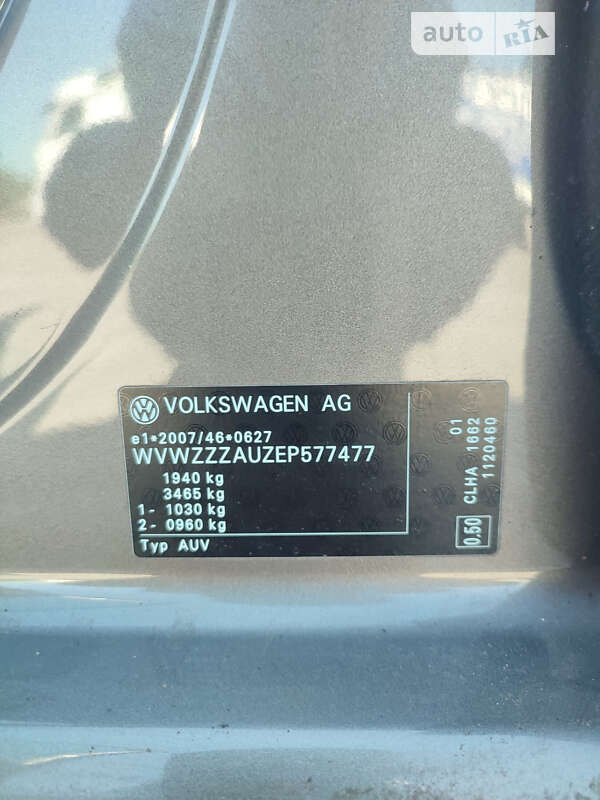 auto RIA
VOLKSWAGEN AG
e1*2007/46*0627
WVWZZZAUZEP577477
1940 kg
3465 kg
1- 1030 kg
2- 0960 kg
Typ AUV
01
CLHA 1662
1120460
0.50